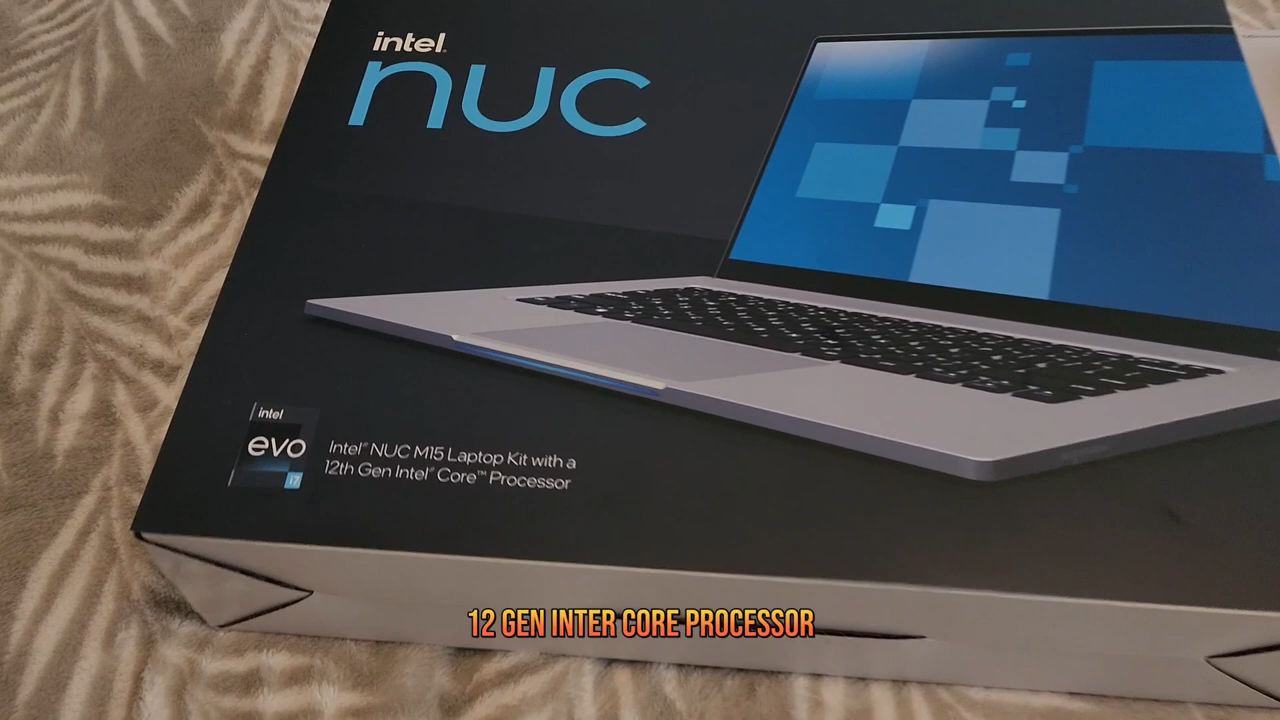 intel.
nuc
intel
evo
i7
Intel® NUC M15 Laptop Kit with a
12th Gen Intel® Core™ Processor
12 GEN INTER CORE PROCESSOR